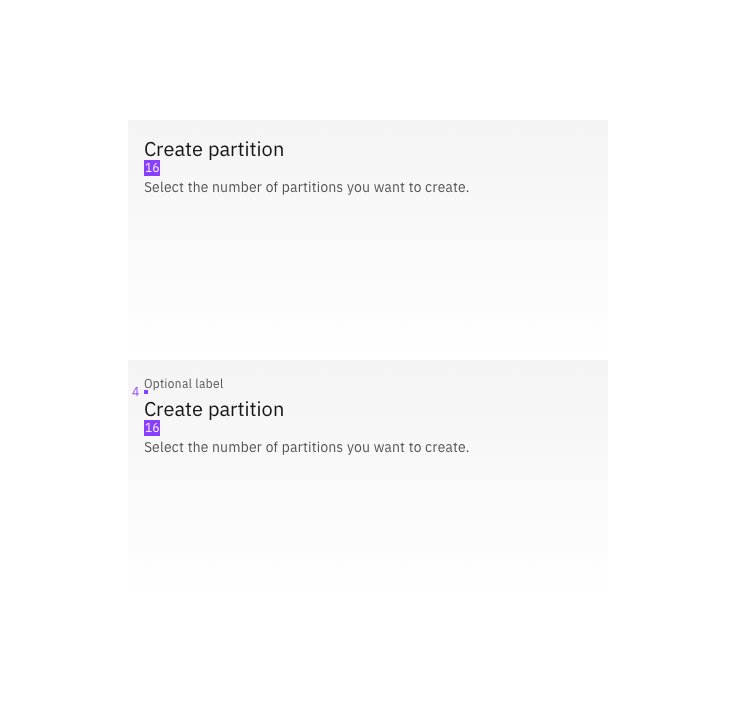 Create partition
16
Select the number of partitions you want to create.
Optional label
4
Create partition
16
Select the number of partitions you want to create.